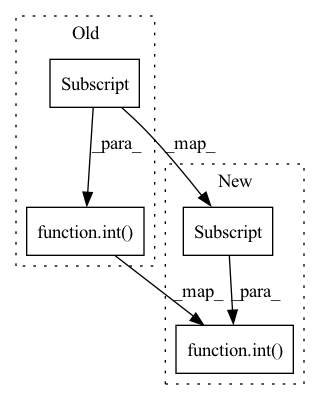 Old
Subscript
_para_
_map_
New
function.int()
Subscript
_map_
_para_
function.int()